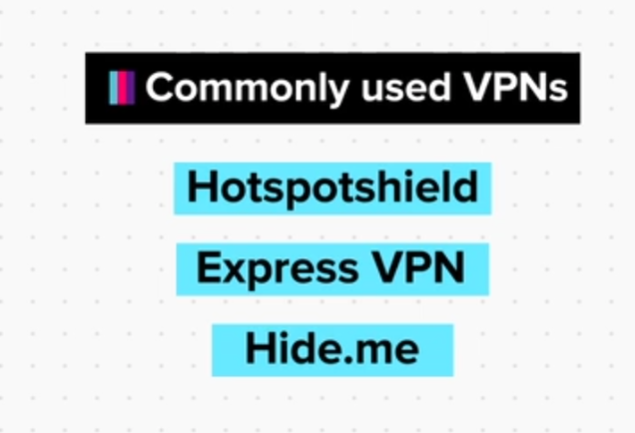 Commonly used VPNs
Hotspotshield
Express VPN
Hide.me